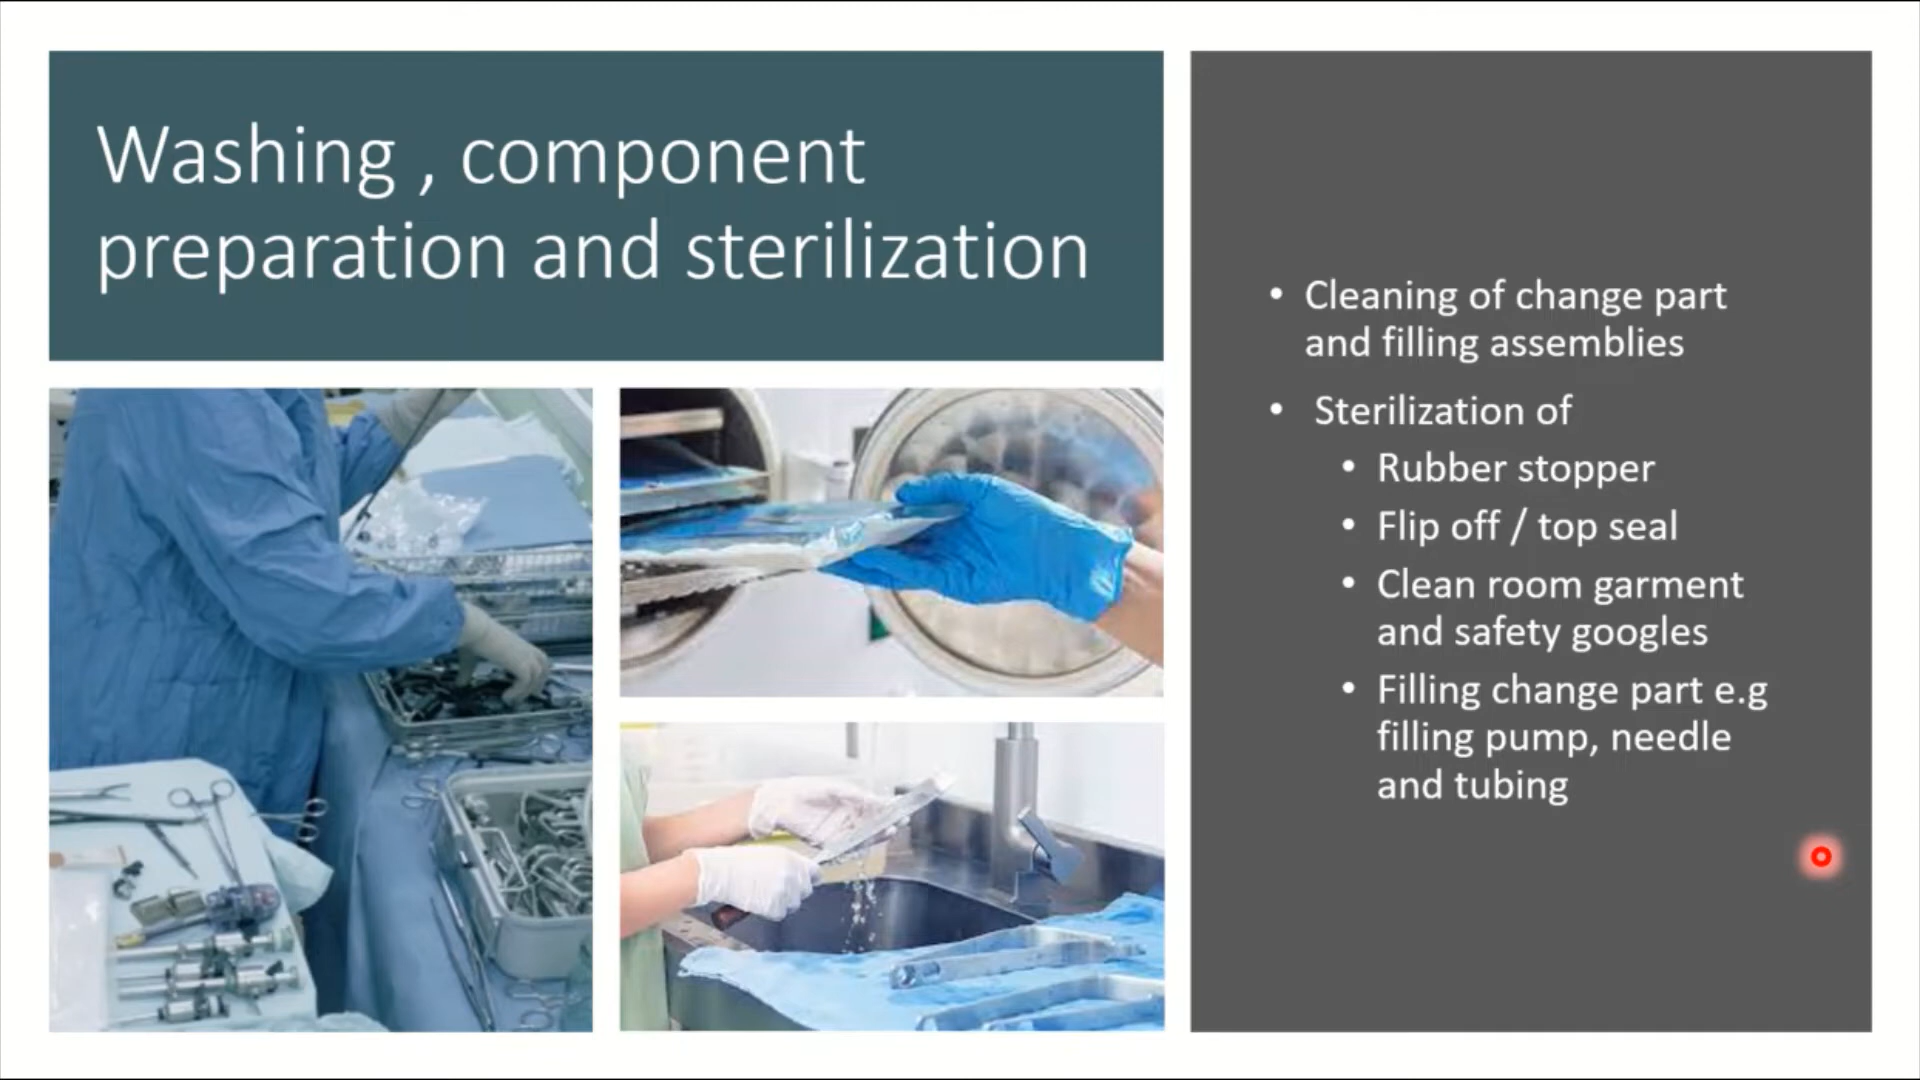 Washing , component
preparation and sterilization
• Cleaning of change part
and filling assemblies
• Sterilization of
• Rubber stopper
• Flip off / top seal
• Clean room garment
and safety googles
• Filling change part e.g
filling pump, needle
and tubing